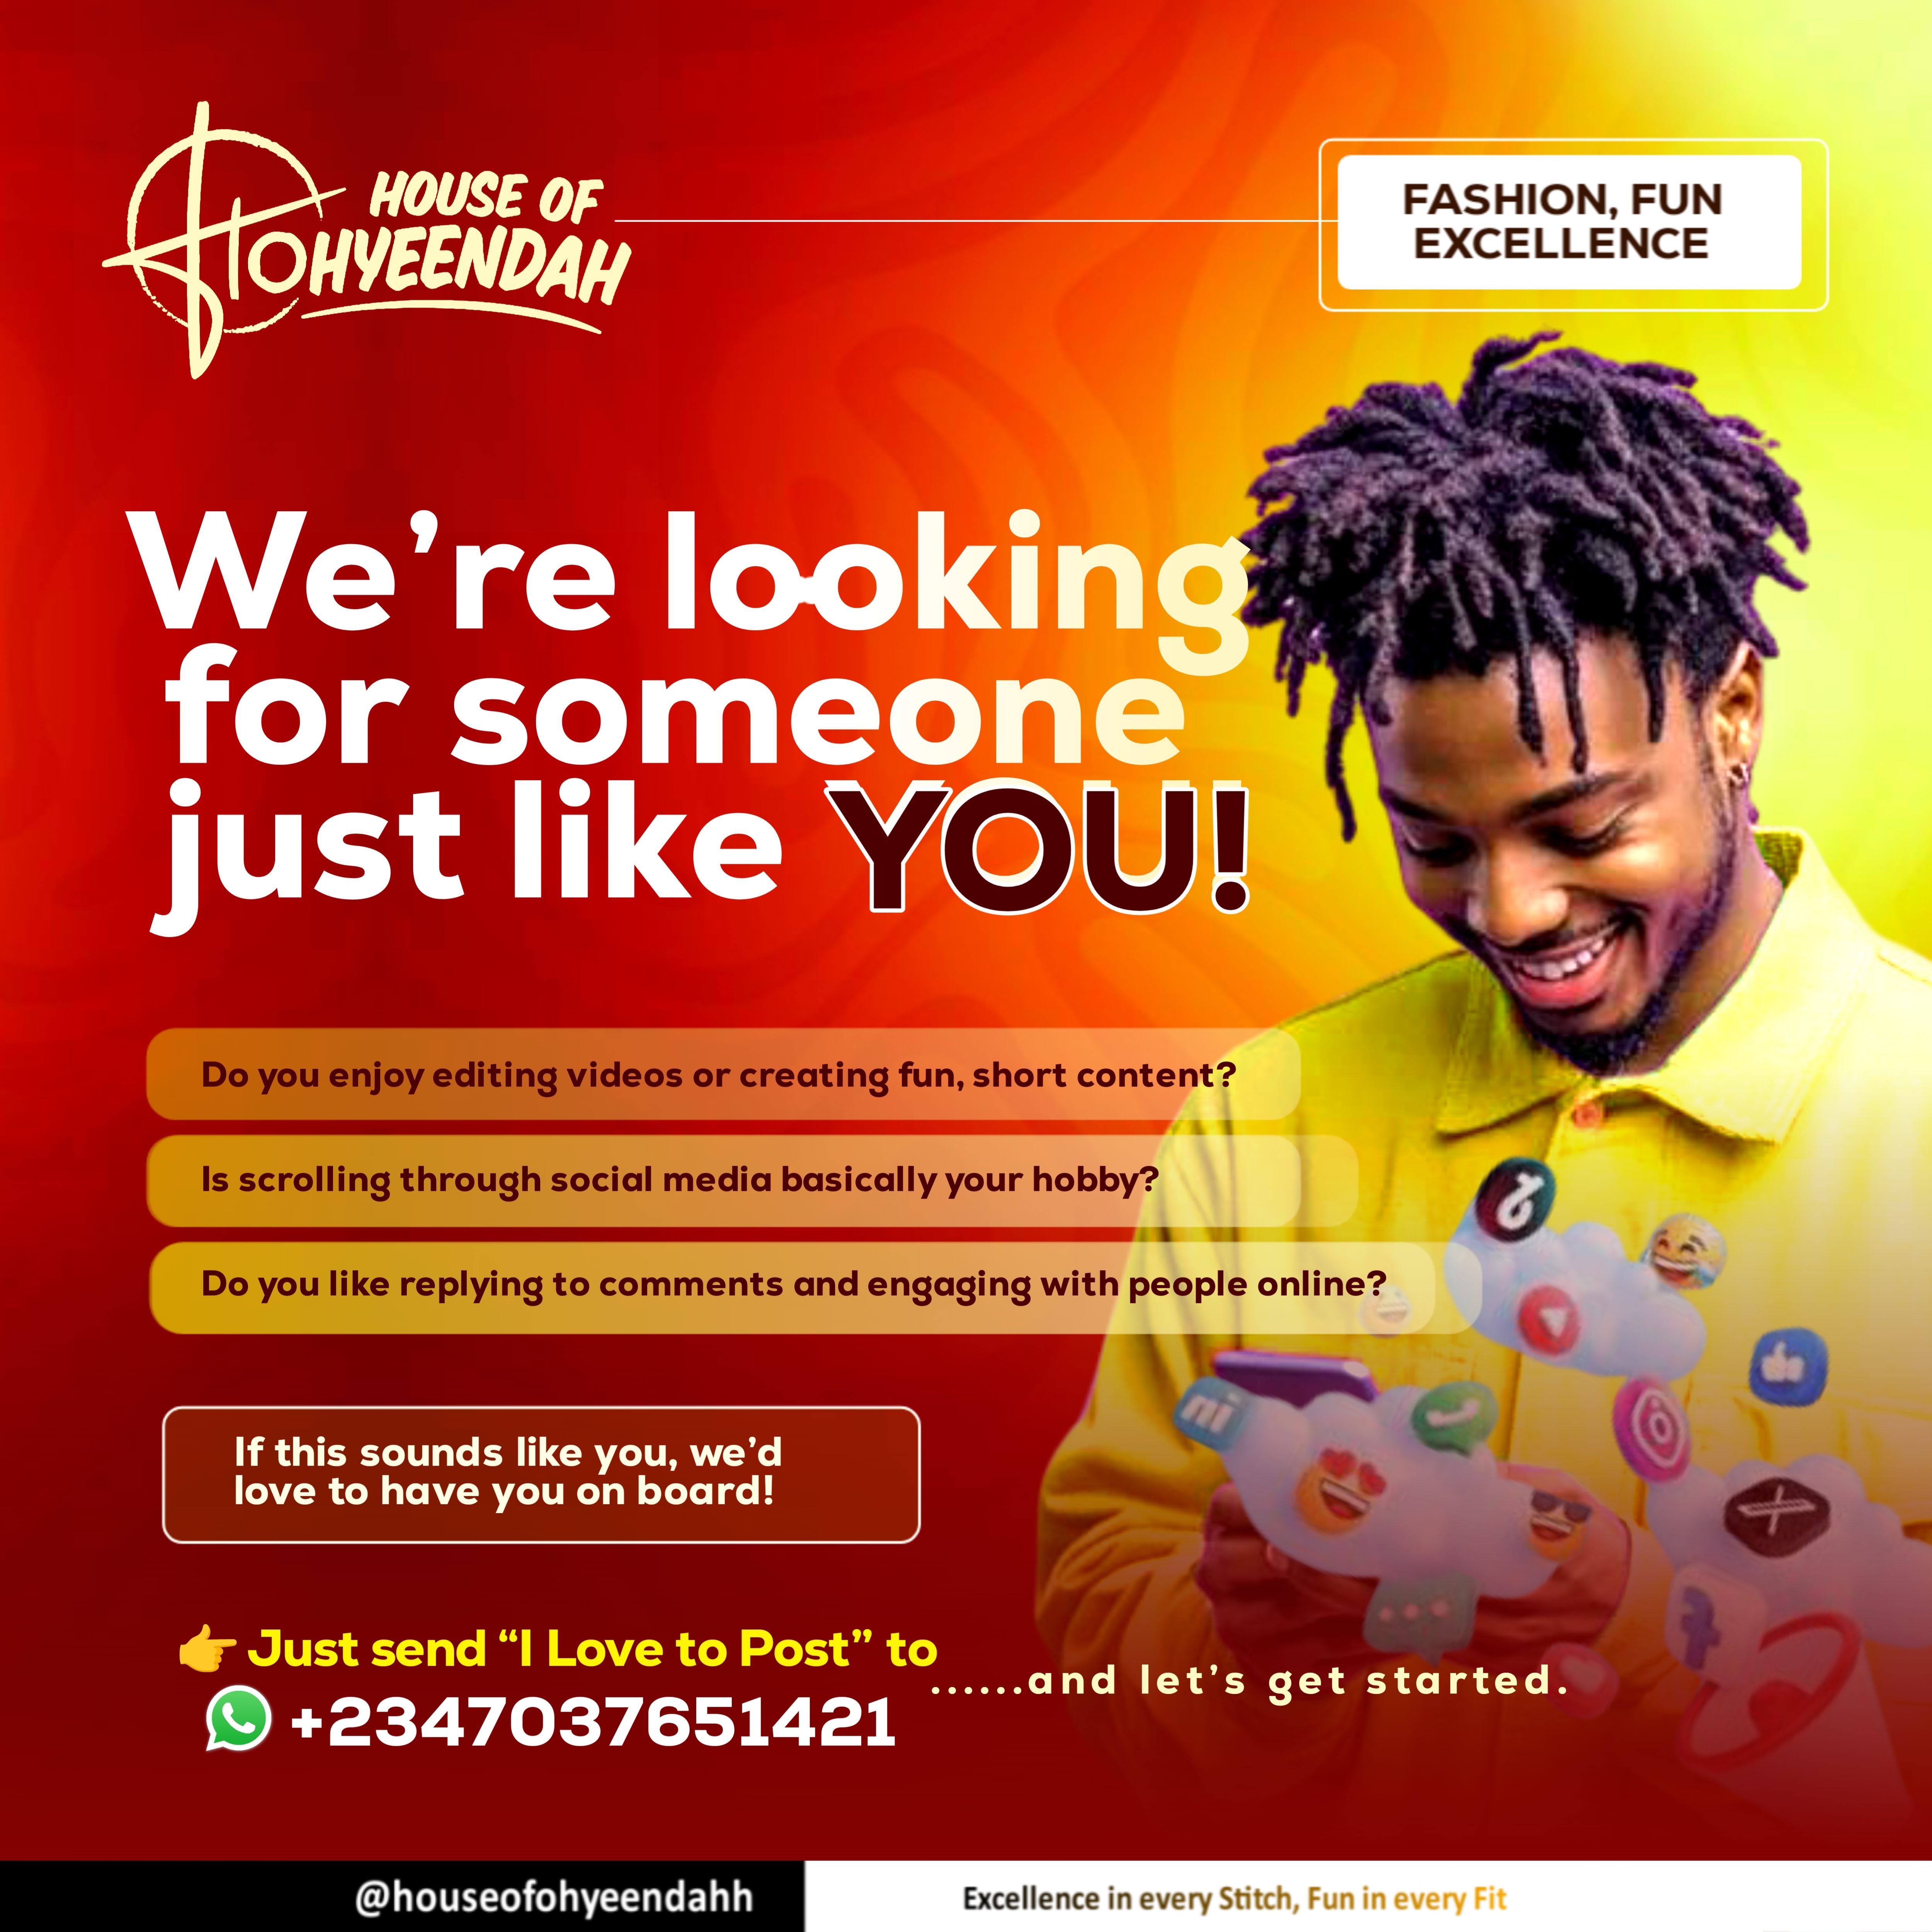 HOUSE OF
OHYEENDAH
FASHION, FUN
EXCELLENCE
We’re looking
for someone
just like YOU!
Do you enjoy editing videos or creating fun, short content?
Is scrolling through social media basically your hobby?
Do you like replying to comments and engaging with people online?
If this sounds like you, we’d
love to have you on board!
👉 Just send “I Love to Post” to
+2347037651421
......and let’s get started.
@houseofohyeendahh
Excellence in every Stitch, Fun in every Fit